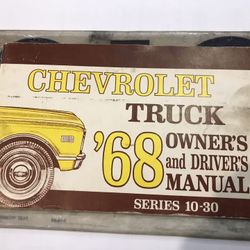 CHEVROLET
TRUCK
'68 OWNER'S
and DRIVER'S
MANUAL
SERIES 10-30